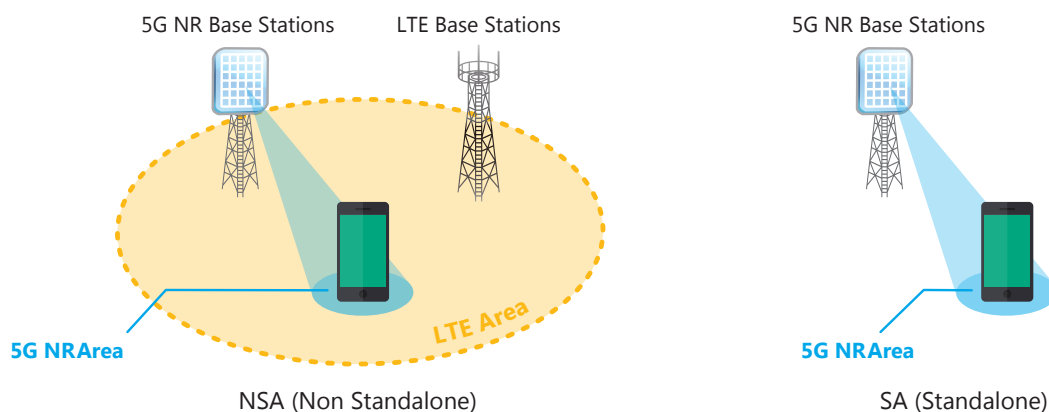 5G NR Base Stations
LTE Base Stations
5G NR Base Stations
LTE Area
5G NRArea
5G NRArea
NSA (Non Standalone)
SA (Standalone)